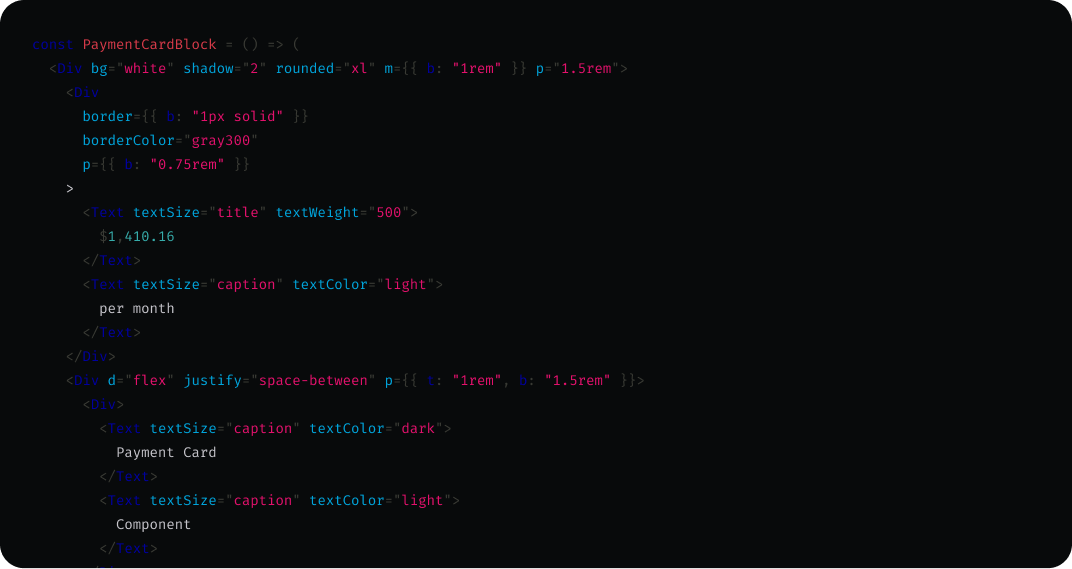 const PaymentCardBlock = () => (
  <Div bg="white" shadow="2" rounded="xl" m={{ b: "1rem" }} p="1.5rem">
    <Div
      border={{ b: "1px solid" }}
      borderColor="gray300"
      p={{ b: "0.75rem" }}
    >
      <Text textSize="title" textWeight="500">
        $1,410.16
      </Text>
      <Text textSize="caption" textColor="light">
        per month
      </Text>
    </Div>
    <Div d="flex" justify="space-between" p={{ t: "1rem", b: "1.5rem" }}>
      <Div>
        <Text textSize="caption" textColor="dark">
          Payment Card
        </Text>
        <Text textSize="caption" textColor="light">
          Component
        </Text>